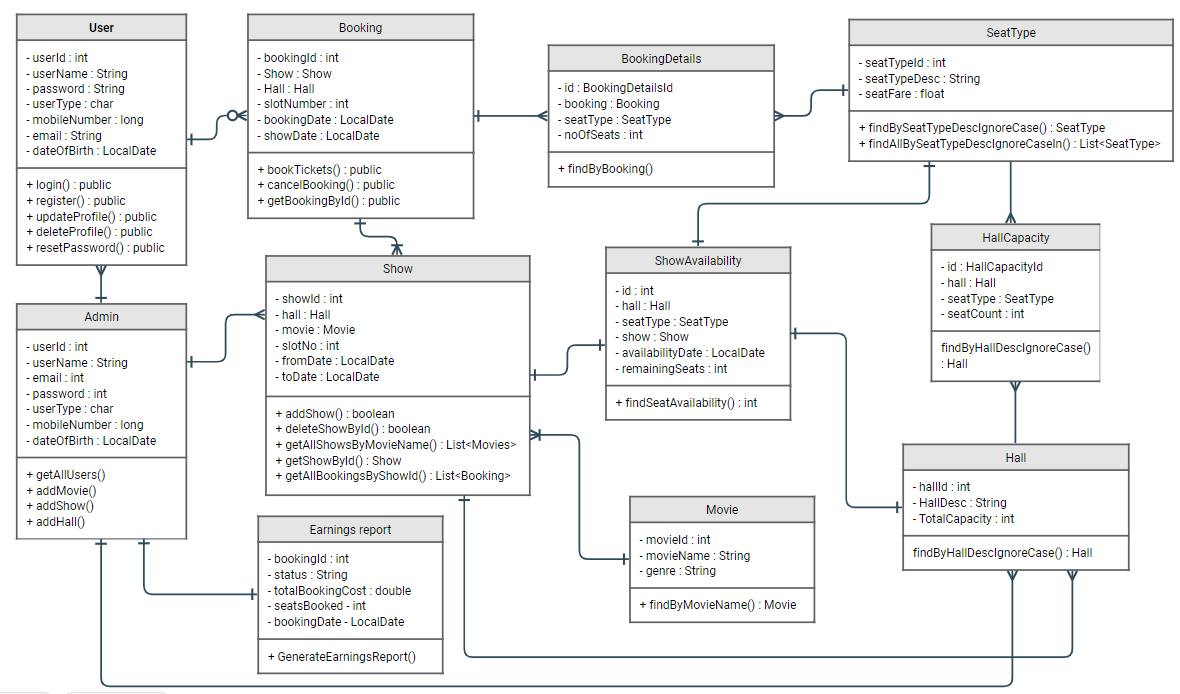 User
- userId : int
- userName : String
- password : String
- userType : char
- mobileNumber : long
- email : String
- dateOfBirth : LocalDate
+ login() : public
+ register() : public
+ updateProfile() : public
+ deleteProfile() : public
+ resetPassword() : public
Booking
- bookingId : int
- Show : Show
- Hall : Hall
- slotNumber : int
- bookingDate : LocalDate
- showDate : LocalDate
+ bookTickets() : public
+ cancelBooking() : public
+ getBookingById() : public
BookingDetails
- id : BookingDetailsId
- booking : Booking
- seatType : SeatType
- noOfSeats : int
+ findByBooking()
SeatType
- seatTypeId : int
- seatTypeDesc : String
- seatFare : float
+ findBySeatTypeDescIgnoreCase() : SeatType
+ findAllBySeatTypeDescIgnoreCaseIn() : List<SeatType>
Admin
- userId : int
- userName : String
- email : int
- password : int
- userType : char
- mobileNumber : long
- dateOfBirth : LocalDate
+ getAllUsers()
+ addMovie()
+ addShow()
+ addHall()
Show
- showId : int
- hall : Hall
- movie : Movie
- slotNo : int
- fromDate : LocalDate
- toDate : LocalDate
+ addShow() : boolean
+ deleteShowById() : boolean
+ getAllShowsByMovieName() : List<Movies>
+ getShowById() : Show
+ getAllBookingsByShowId() : List<Booking>
ShowAvailability
- id : int
- hall : Hall
- seatType : SeatType
- show : Show
- availabilityDate : LocalDate
- remainingSeats : int
+ findSeatAvailability() : int
HallCapacity
- id : HallCapacityId
- hall : Hall
- seatType : SeatType
- seatCount : int
findByHallDescIgnoreCase()
: Hall
Hall
- hallId : int
- HallDesc : String
- TotalCapacity : int
findByHallDescIgnoreCase() : Hall
Earnings report
- bookingId : int
- status : String
- totalBookingCost : double
- seatsBooked - int
- bookingDate - LocalDate
+ GenerateEarningsReport()
Movie
- movieId : int
- movieName : String
- genre : String
+ findByMovieName() : Movie